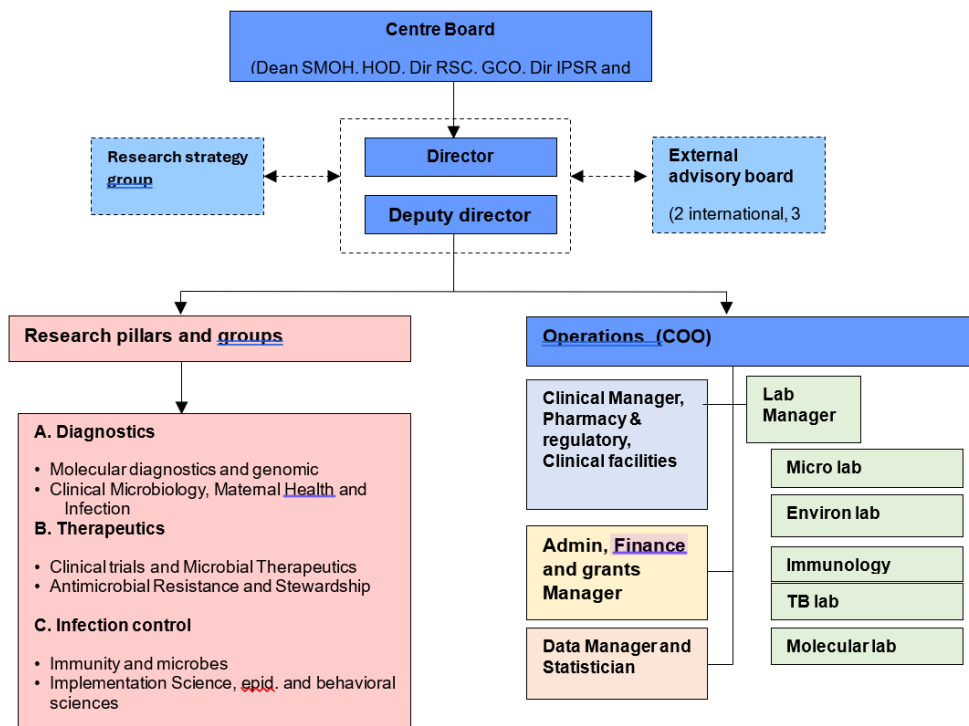 Centre Board
(Dean SMOH, HOD, Dir RSC, GCO, Dir IPSR and
Research strategy
group
Director
Deputy director
External
advisory board
(2 international, 3
Research pillars and groups
Operations (COO)
A. Diagnostics
• Molecular diagnostics and genomic
• Clinical Microbiology, Maternal Health and
Infection
B. Therapeutics
• Clinical trials and Microbial Therapeutics
• Antimicrobial Resistance and Stewardship
C. Infection control
• Immunity and microbes
• Implementation Science, epid. and behavioral
sciences
Clinical Manager,
Pharmacy &
regulatory,
Clinical facilities
Admin, Finance
and grants
Manager
Data Manager and
Statistician
Lab
Manager
Micro lab
Environ lab
Immunology
TB lab
Molecular lab